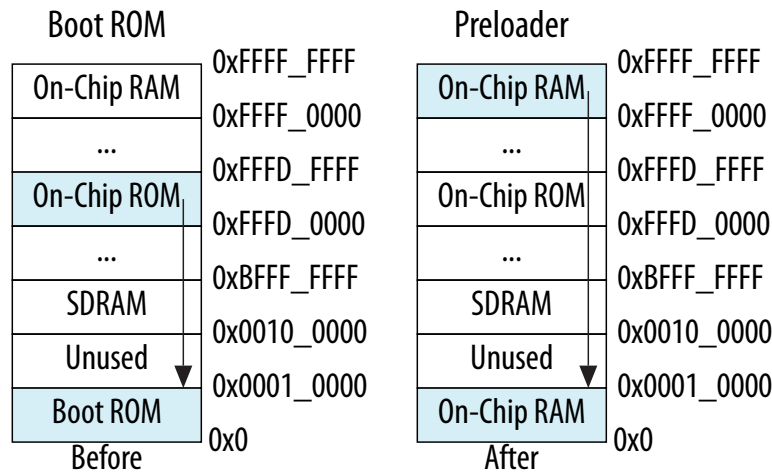 Boot ROM
0xFFFF_FFFF
On-Chip RAM
0xFFFF_0000
...
0xFFFD_FFFF
On-Chip ROM
0xFFFD_0000
...
0xBFFF_FFFF
SDRAM
0x0010_0000
Unused
0x0001_0000
Boot ROM
0x0
Before
Preloader
0xFFFF_FFFF
On-Chip RAM
0xFFFF_0000
...
0xFFFD_FFFF
On-Chip ROM
0xFFFD_0000
...
0xBFFF_FFFF
SDRAM
0x0010_0000
Unused
0x0001_0000
On-Chip RAM
0x0
After